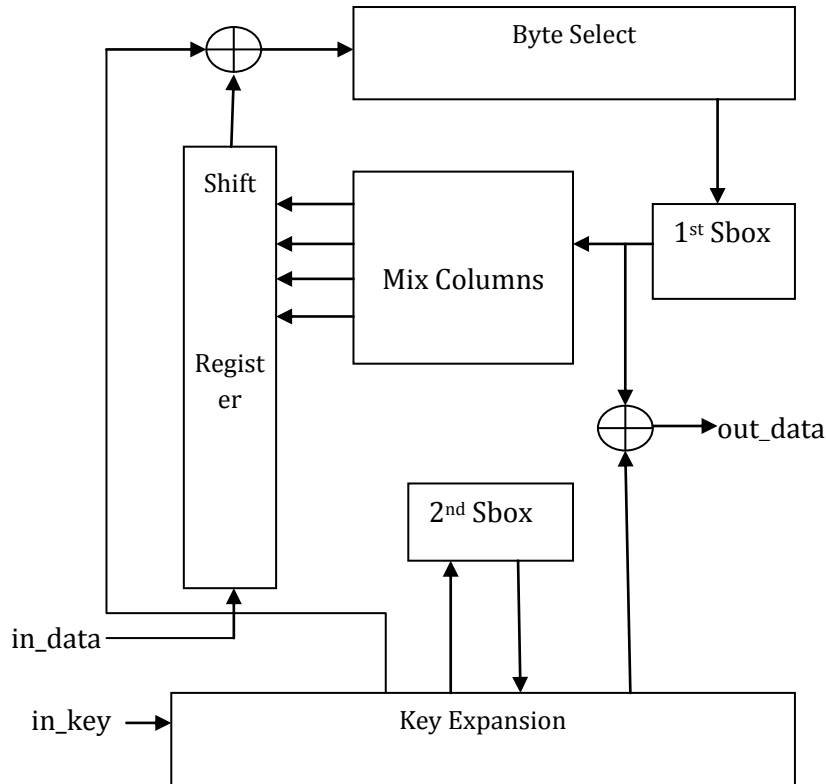 Byte Select
Shift
1st Sbox
Mix Columns
Regist
er
out_data
2nd Sbox
in_data
in_key
Key Expansion